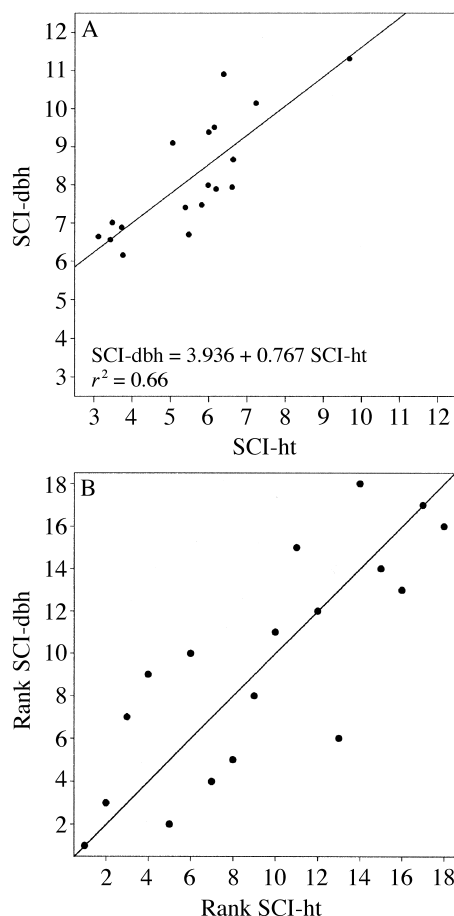 A
12
11
10
9
8
7
6
5
4
3
SCI-dbh
SCI-dbh = 3.936 + 0.767 SCI-ht
r² = 0.66
3 4 5 6 7 8 9 10 11 12
SCI-ht
B
18
16
14
12
10
8
6
4
2
Rank SCI-dbh
2 4 6 8 10 12 14 16 18
Rank SCI-ht